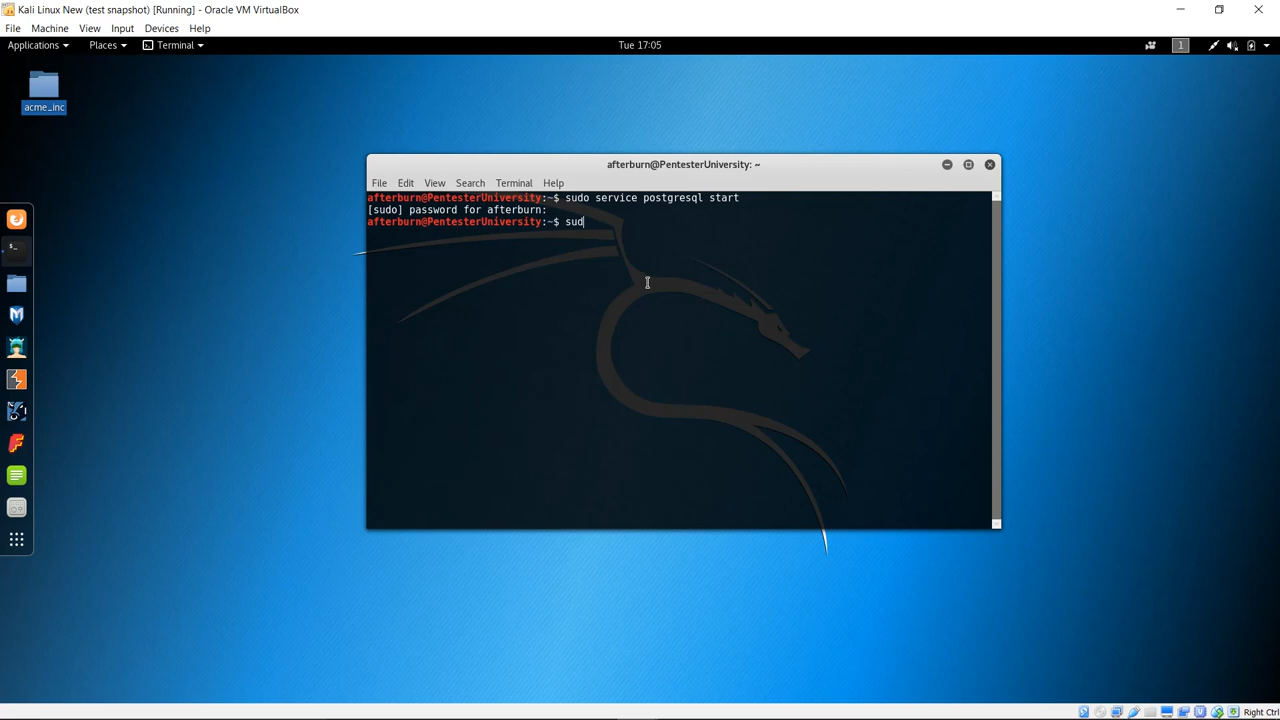 Kali Linux New (test snapshot) [Running] - Oracle VM VirtualBox
File Machine View Input Devices Help
Applications Places Terminal Tue 17:05 1
acme_inc
afterburn@PentesterUniversity: ~
File Edit View Search Terminal Help
afterburn@PentesterUniversity:~$ sudo service postgresql start
[sudo] password for afterburn:
afterburn@PentesterUniversity:~$ sud
Right Ctrl